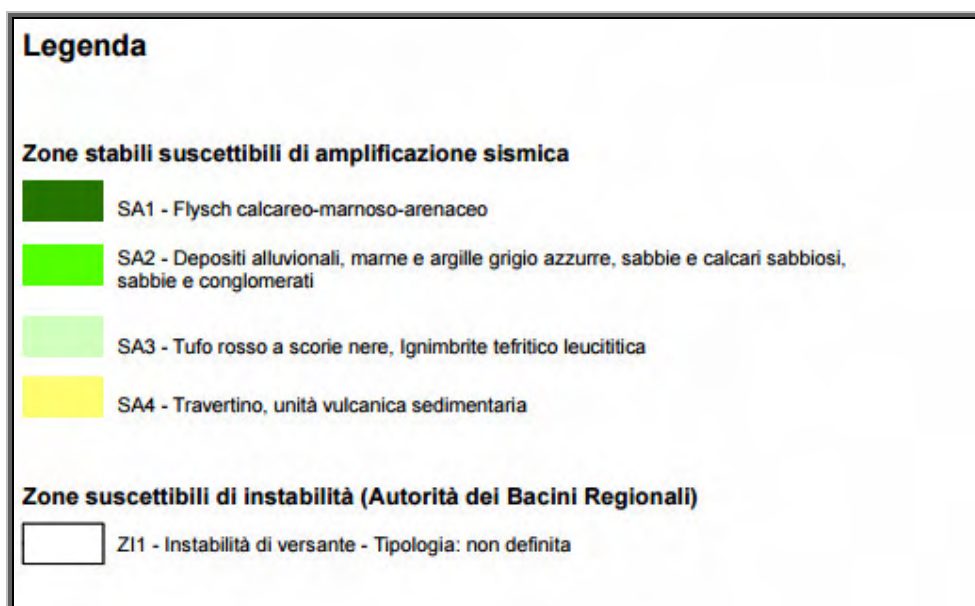 Legenda
Zone stabili suscettibili di amplificazione sismica
SA1 - Flysch calcareo-marnoso-arenaceo
SA2 - Depositi alluvionali, marne e argille grigio azzurre, sabbie e calcari sabbiosi,
sabbie e conglomerati
SA3 - Tufo rosso a scorie nere, Ignimbrite tefritico leucititica
SA4 - Travertino, unità vulcanica sedimentaria
Zone suscettibili di instabilità (Autorità dei Bacini Regionali)
ZI1 - Instabilità di versante - Tipologia: non definita